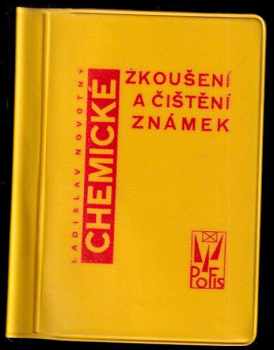 LADISLAV NOVOTNÝ
CHEMICKÉ
ZKOUŠENÍ
A ČIŠTĚNÍ
ZNÁMEK
POFIS